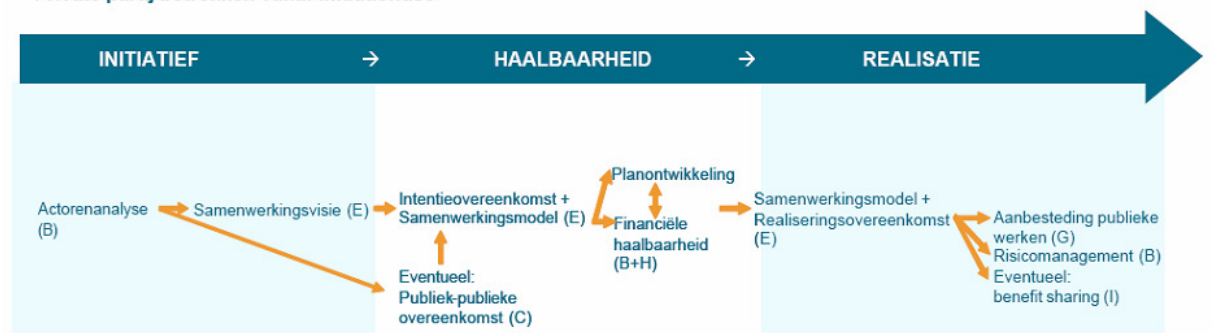 INITIATIEF → HAALBAARHEID → REALISATIE
Actorenanalyse
(B)
Samenwerkingsvisie (E)
Intentieovereenkomst +
Samenwerkingsmodel (E)
Eventueel:
Publiek-publieke
overeenkomst (C)
Planontwikkeling
Financiële
haalbaarheid
(B+H)
Samenwerkingsmodel +
Realiseringsovereenkomst
(E)
Aanbesteding publieke
werken (G)
Risicomanagement (B)
Eventueel:
benefit sharing (I)